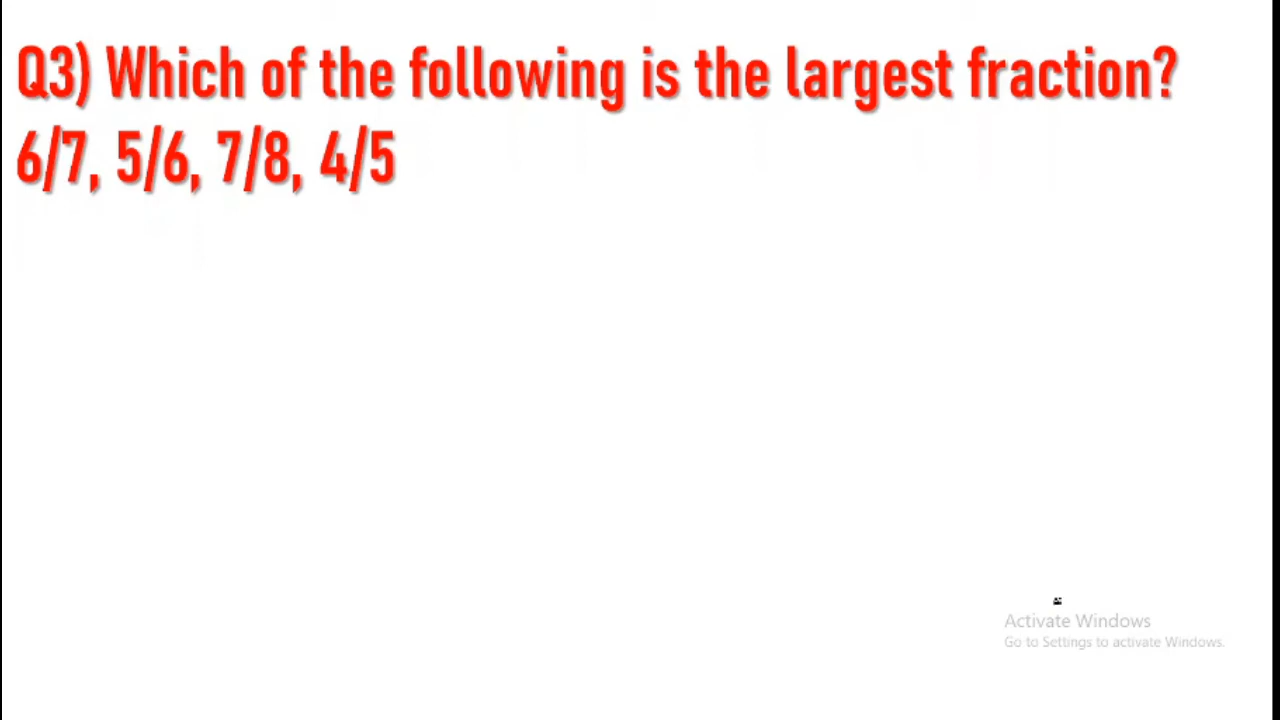 Q3) Which of the following is the largest fraction?
6/7, 5/6, 7/8, 4/5
Activate Windows
Go to Settings to activate Windows.